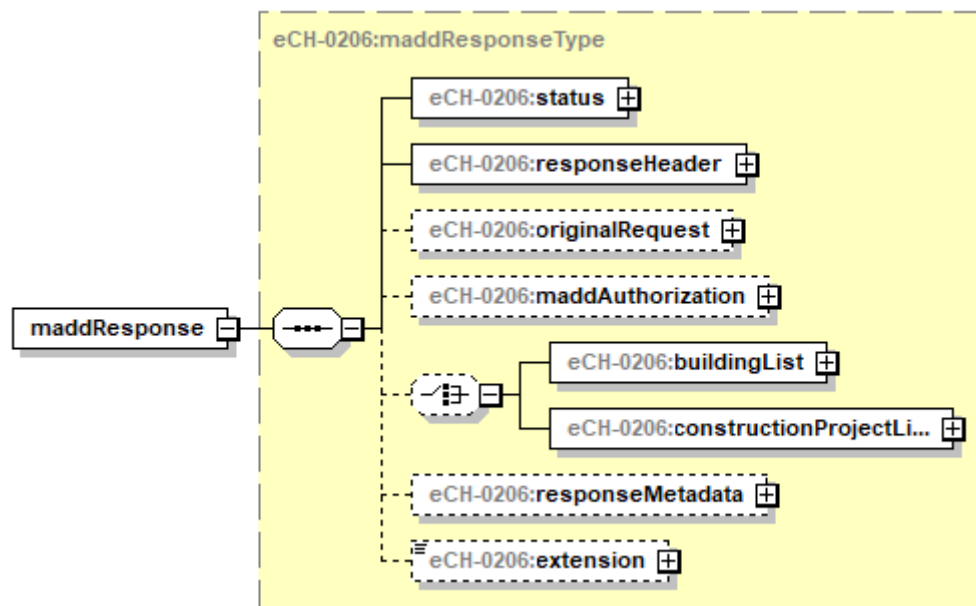 eCH-0206:maddResponseType
eCH-0206:status
eCH-0206:responseHeader
eCH-0206:originalRequest
eCH-0206:maddAuthorization
maddResponse
eCH-0206:buildingList
eCH-0206:constructionProjectLi...
eCH-0206:responseMetadata
eCH-0206:extension